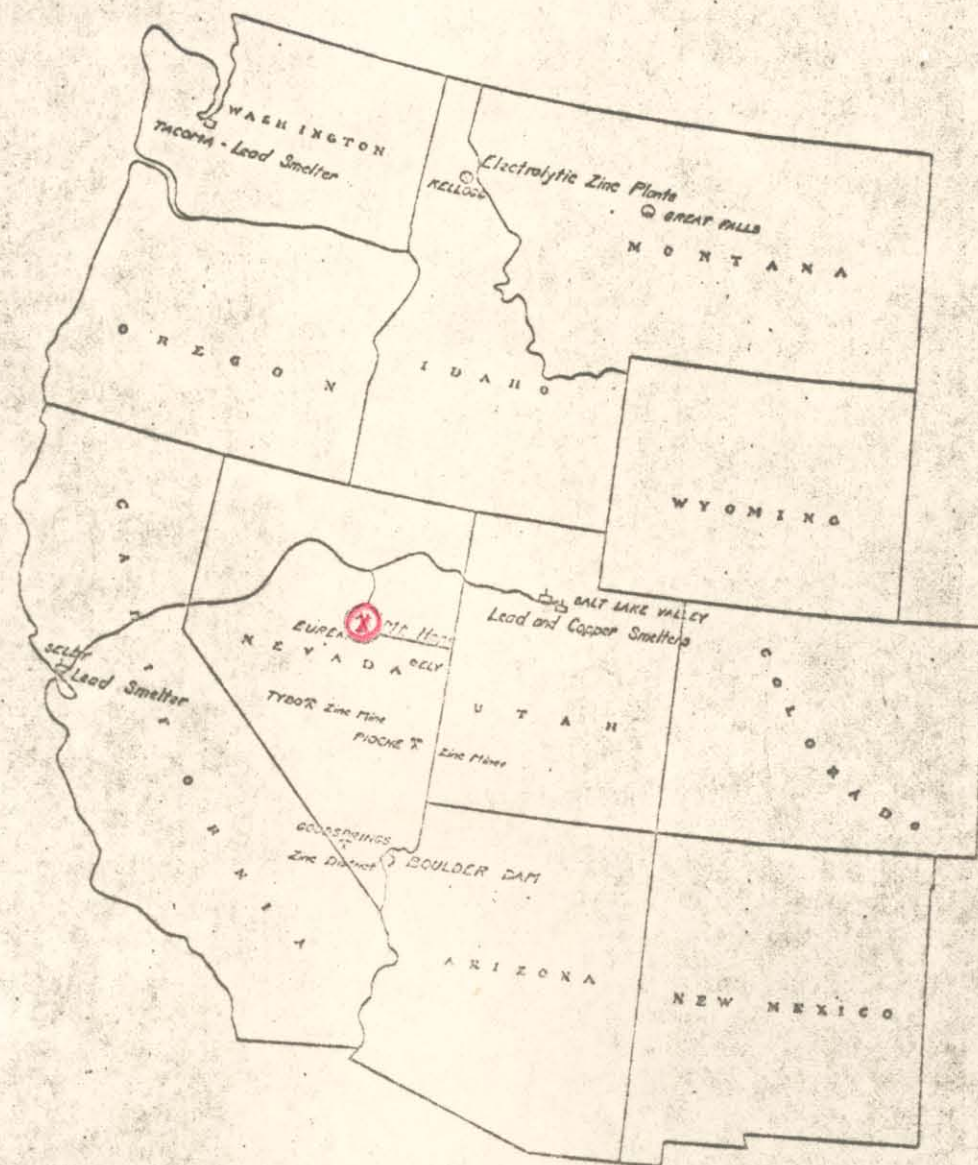 WASHINGTON
TACOMA - Lead Smelter
KELLOGG
Electrolytic Zinc Plants
GREAT FALLS
MONTANA
OREGON
IDAHO
WYOMING
CALIFORNIA
SALT LAKE VALLEY
Lead and Copper Smelters
EUREKA
NEVADA
ELY
SELBY
Lead Smelter
TYBO Zinc Mine
PIOCHE Zinc Mines
UTAH
COLORADO
GOODSPRINGS
Zinc District
BOULDER DAM
ARIZONA
NEW MEXICO